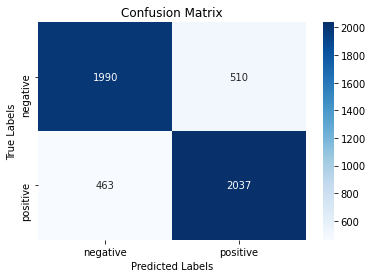 Confusion Matrix
True Labels
negative
positive
1990 510
463 2037
negative positive
Predicted Labels
2000
1800
1600
1400
1200
1000
800
600